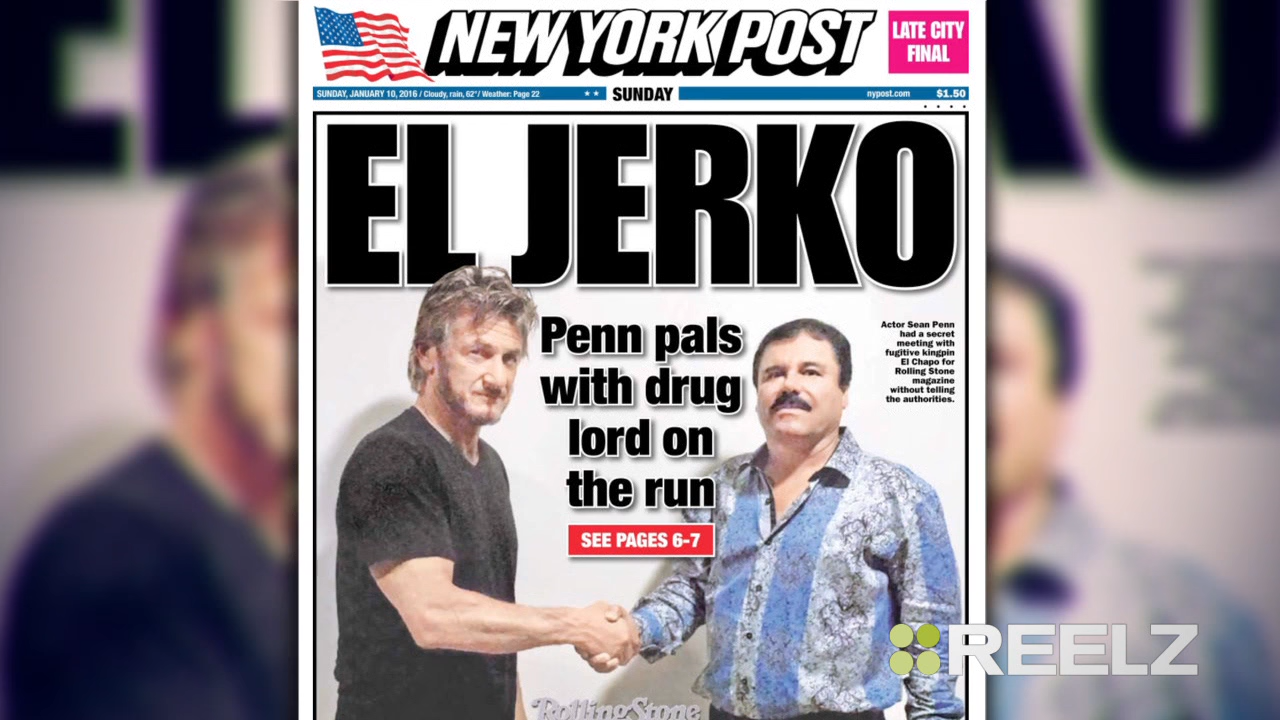 NEW YORK POST
LATE CITY
FINAL
SUNDAY, JANUARY 10, 2016 / Cloudy, rain, 62°/ Weather: Page 22
★ ★
SUNDAY
nypost.com
$1.50
EL JERKO
Penn pals
with drug
lord on
the run
SEE PAGES 6-7
Actor Sean Penn
had a secret
meeting with
fugitive kingpin
El Chapo for
Rolling Stone
magazine
without telling
the authorities.
Rolling Stone
REELZ